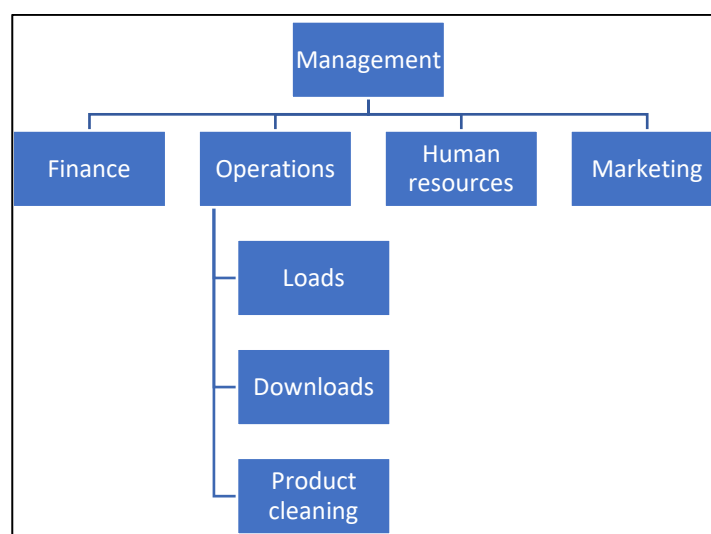 Management
Finance
Operations
Human
resources
Marketing
Loads
Downloads
Product
cleaning